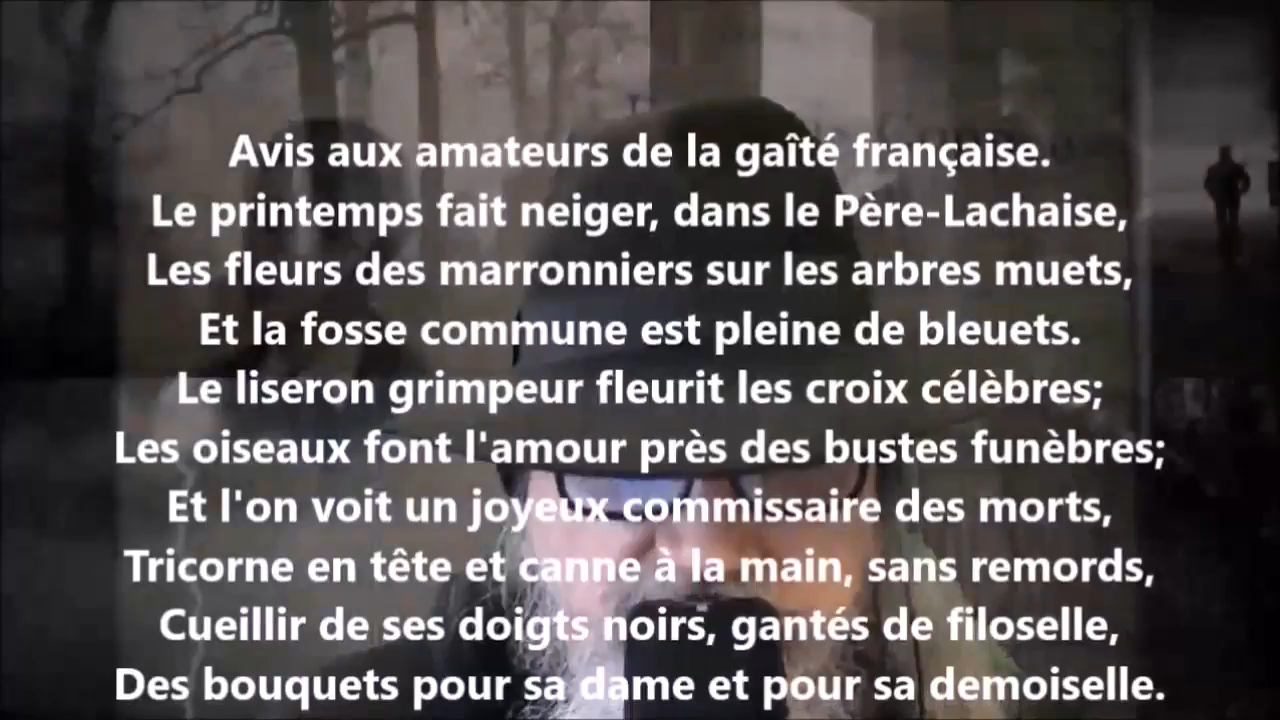 Avis aux amateurs de la gaîté française.
Le printemps fait neiger, dans le Père-Lachaise,
Les fleurs des marronniers sur les arbres muets,
Et la fosse commune est pleine de bleuets.
Le liseron grimpeur fleurit les croix célèbres;
Les oiseaux font l'amour près des bustes funèbres;
Et l'on voit un joyeux commissaire des morts,
Tricorne en tête et canne à la main, sans remords,
Cueillir de ses doigts noirs, gantés de filoselle,
Des bouquets pour sa dame et pour sa demoiselle.